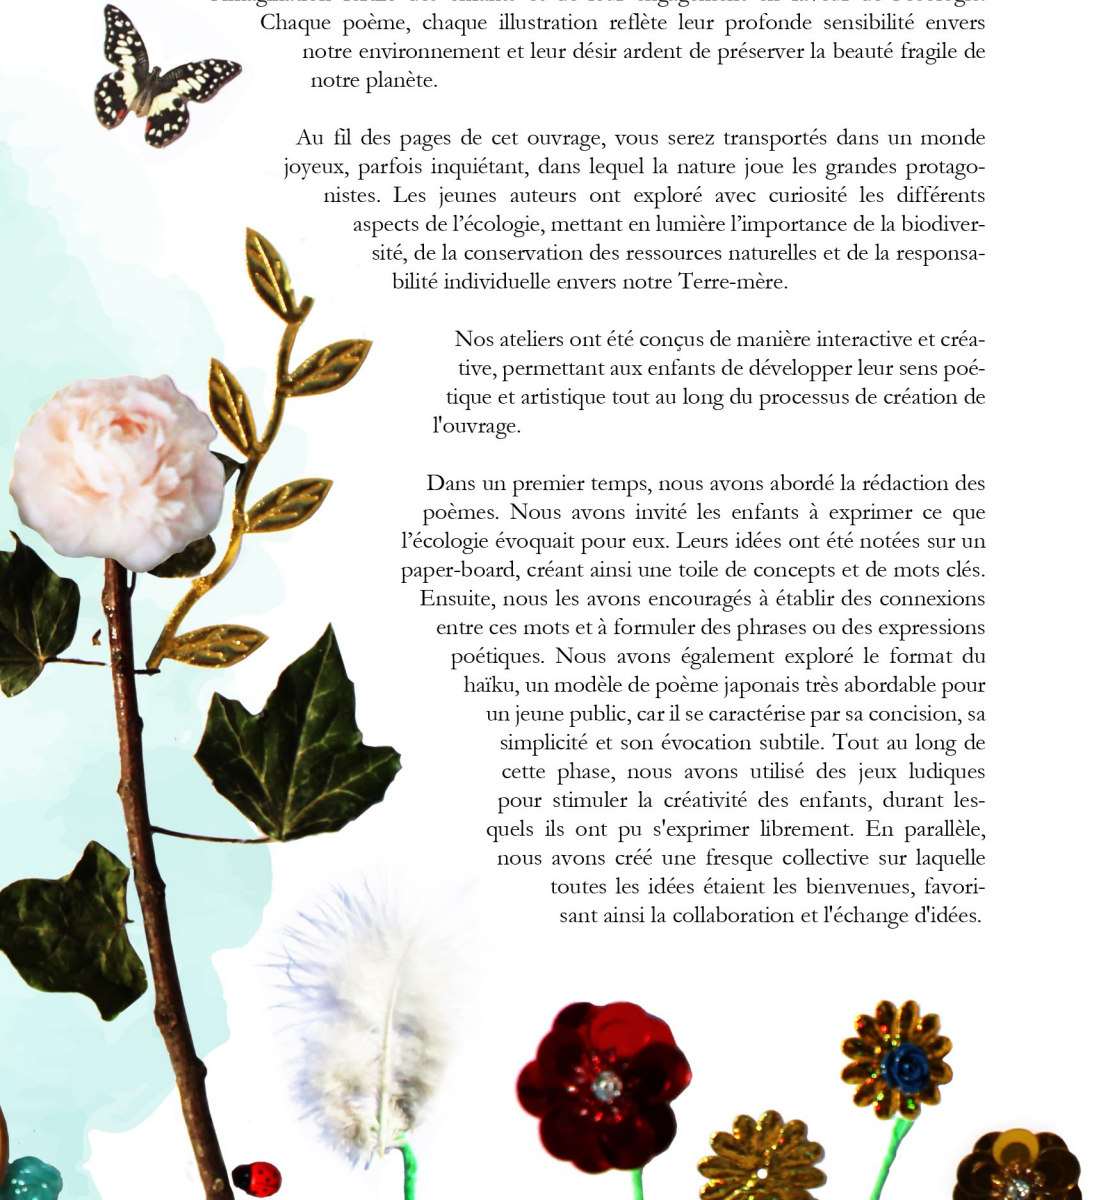 imagination fertile des enfants et de leur engagement en faveur de l'écologie.
Chaque poème, chaque illustration reflète leur profonde sensibilité envers
notre environnement et leur désir ardent de préserver la beauté fragile de
notre planète.
Au fil des pages de cet ouvrage, vous serez transportés dans un monde
joyeux, parfois inquiétant, dans lequel la nature joue les grandes protago-
nistes. Les jeunes auteurs ont exploré avec curiosité les différents
aspects de l’écologie, mettant en lumière l’importance de la biodiver-
sité, de la conservation des ressources naturelles et de la responsa-
bilité individuelle envers notre Terre-mère.
Nos ateliers ont été conçus de manière interactive et créa-
tive, permettant aux enfants de développer leur sens poé-
tique et artistique tout au long du processus de création de
l'ouvrage.
Dans un premier temps, nous avons abordé la rédaction des
poèmes. Nous avons invité les enfants à exprimer ce que
l’écologie évoquait pour eux. Leurs idées ont été notées sur un
paper-board, créant ainsi une toile de concepts et de mots clés.
Ensuite, nous les avons encouragés à établir des connexions
entre ces mots et à formuler des phrases ou des expressions
poétiques. Nous avons également exploré le format du
haïku, un modèle de poème japonais très abordable pour
un jeune public, car il se caractérise par sa concision, sa
simplicité et son évocation subtile. Tout au long de
cette phase, nous avons utilisé des jeux ludiques
pour stimuler la créativité des enfants, durant les-
quels ils ont pu s'exprimer librement. En parallèle,
nous avons créé une fresque collective sur laquelle
toutes les idées étaient les bienvenues, favori-
sant ainsi la collaboration et l'échange d'idées.